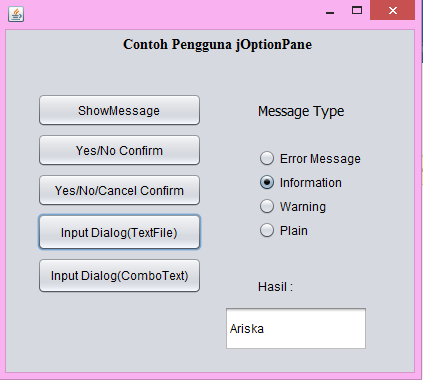 Contoh Pengguna jOptionPane
ShowMessage
Yes/No Confirm
Yes/No/Cancel Confirm
Input Dialog(TextFile)
Input Dialog(ComboText)
Message Type
Error Message
Information
Warning
Plain
Hasil :
Ariska